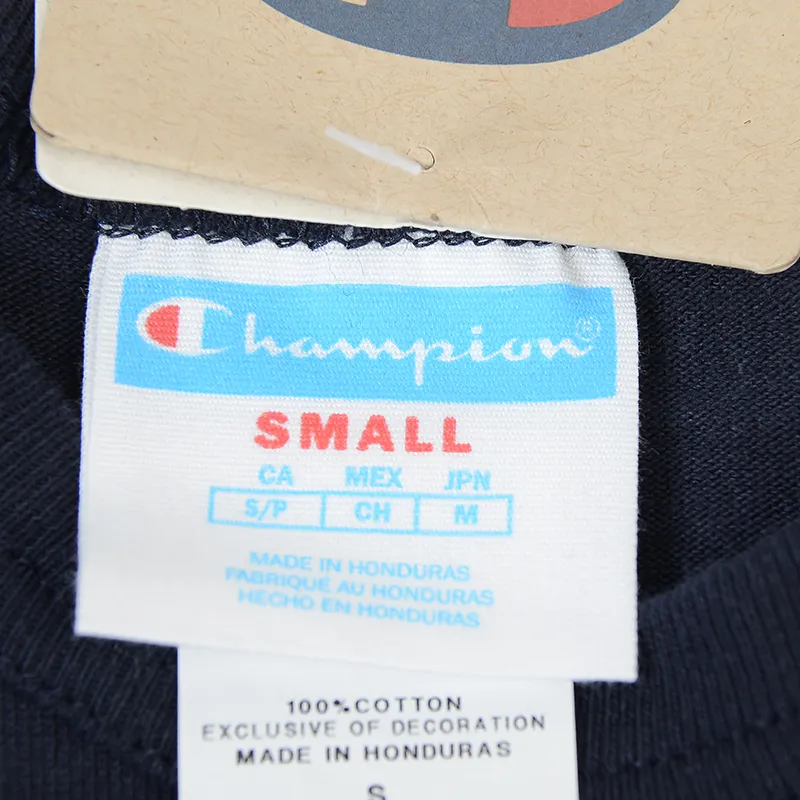 Champion®
SMALL
CA MEX JPN
S/P CH M
MADE IN HONDURAS
FABRIQUÉ AU HONDURAS
HECHO EN HONDURAS
100% COTTON
EXCLUSIVE OF DECORATION
MADE IN HONDURAS
S